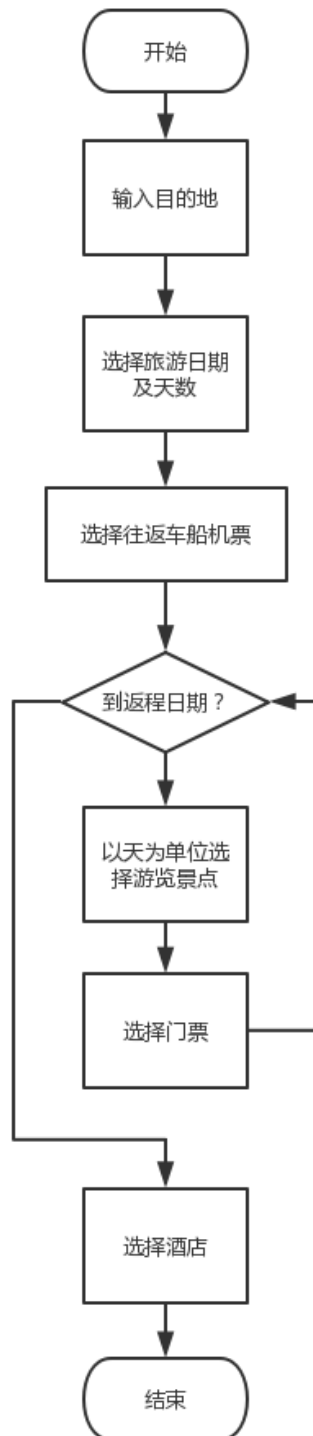 开始
输入目的地
选择旅游日期
及天数
选择往返车船机票
到返程日期？
以天为单位选
择游览景点
选择门票
选择酒店
结束